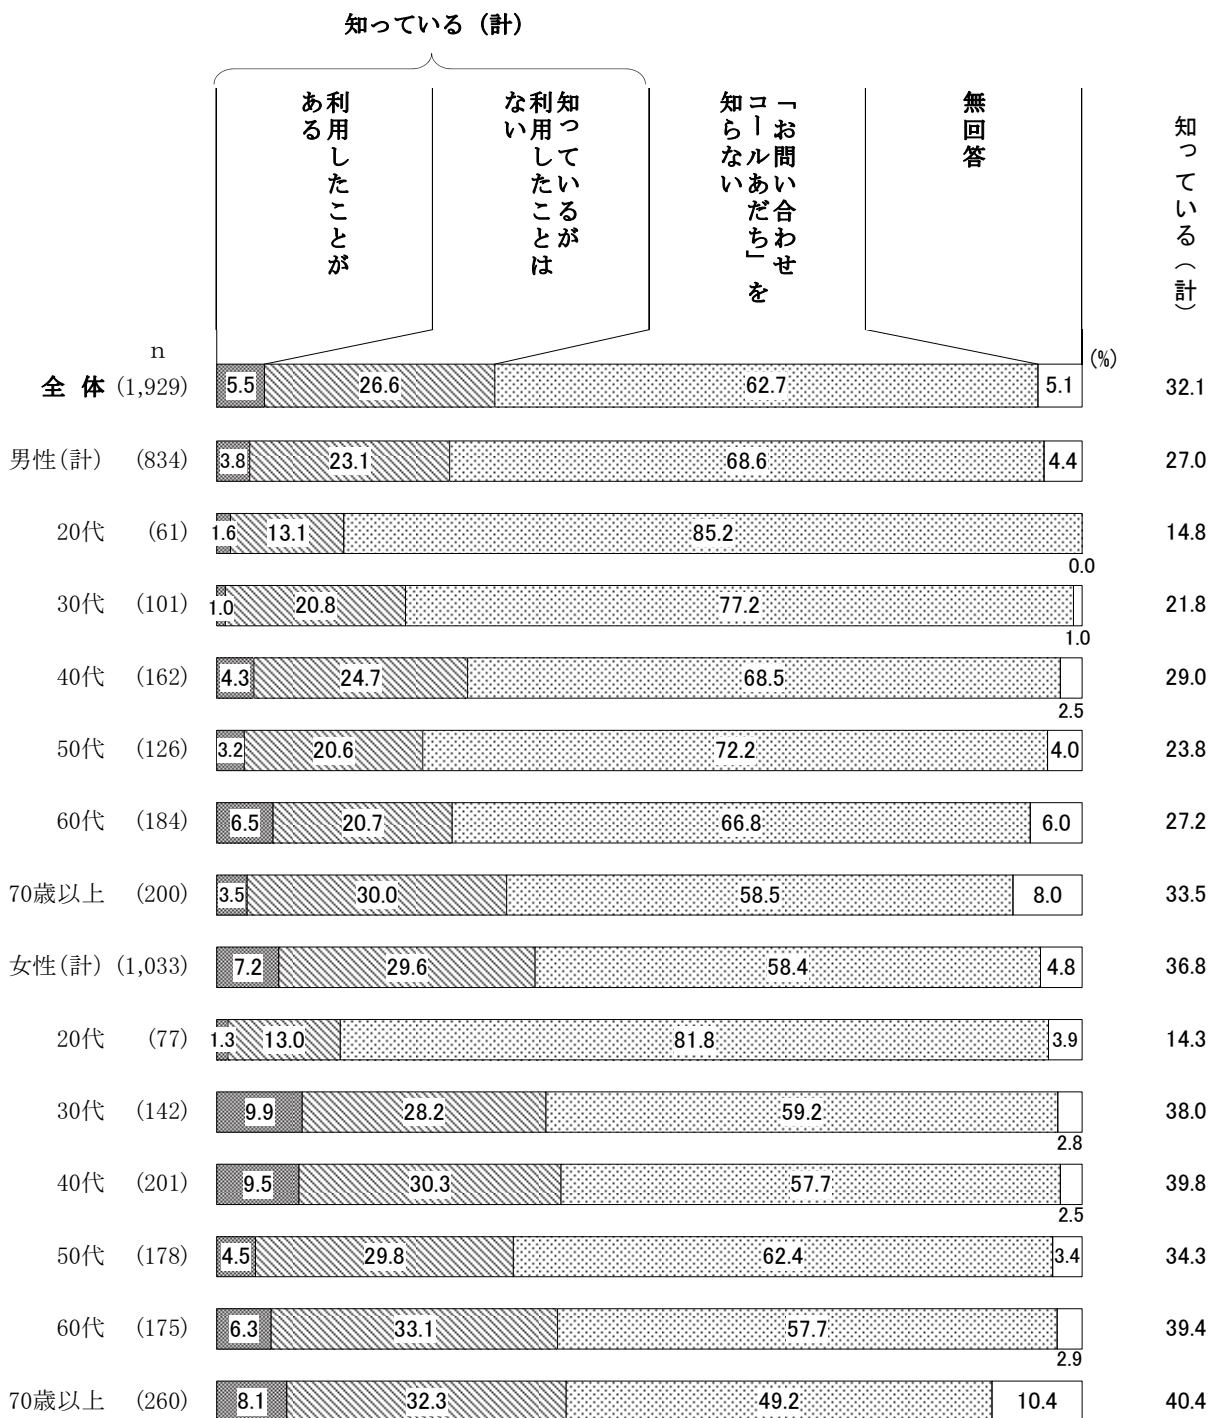 知っている（計）
利用したことが
ある
知っているが
利用したことは
ない
「お問い合わせ
コールあだち」を
知らない
無回答
知っている（計）
n
(%)
全 体 (1,929) 5.5 26.6 62.7 5.1 32.1
男性(計) (834) 3.8 23.1 68.6 4.4 27.0
20代 (61) 1.6 13.1 85.2 0.0 14.8
30代 (101) 1.0 20.8 77.2 1.0 21.8
40代 (162) 4.3 24.7 68.5 2.5 29.0
50代 (126) 3.2 20.6 72.2 4.0 23.8
60代 (184) 6.5 20.7 66.8 6.0 27.2
70歳以上 (200) 3.5 30.0 58.5 8.0 33.5
女性(計) (1,033) 7.2 29.6 58.4 4.8 36.8
20代 (77) 1.3 13.0 81.8 3.9 14.3
30代 (142) 9.9 28.2 59.2 2.8 38.0
40代 (201) 9.5 30.3 57.7 2.5 39.8
50代 (178) 4.5 29.8 62.4 3.4 34.3
60代 (175) 6.3 33.1 57.7 2.9 39.4
70歳以上 (260) 8.1 32.3 49.2 10.4 40.4